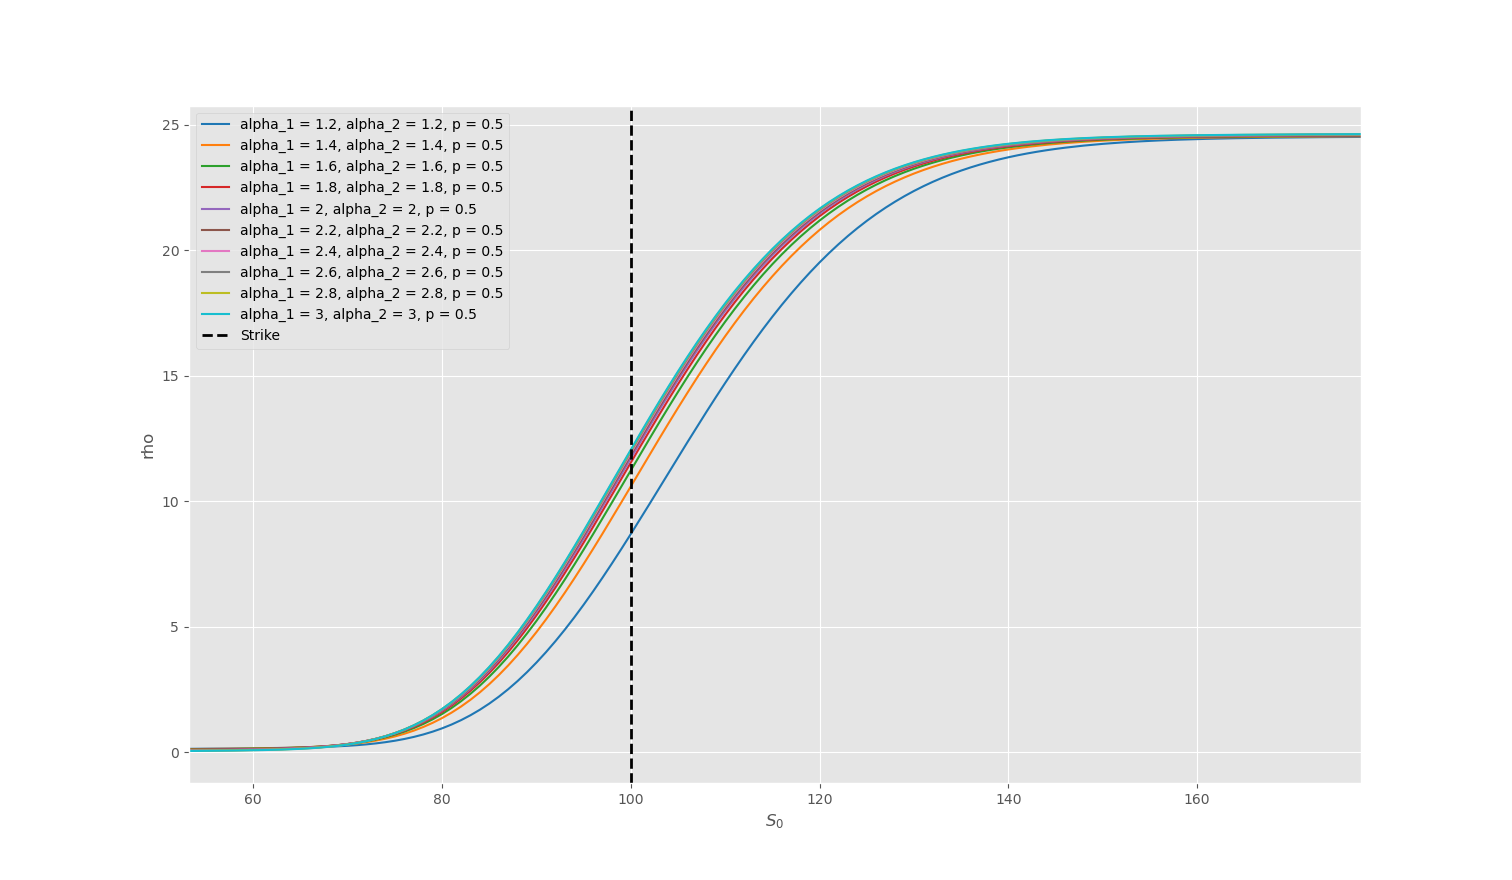 25
20
15
10
5
0
rho
alpha_1 = 1.2, alpha_2 = 1.2, p = 0.5
alpha_1 = 1.4, alpha_2 = 1.4, p = 0.5
alpha_1 = 1.6, alpha_2 = 1.6, p = 0.5
alpha_1 = 1.8, alpha_2 = 1.8, p = 0.5
alpha_1 = 2, alpha_2 = 2, p = 0.5
alpha_1 = 2.2, alpha_2 = 2.2, p = 0.5
alpha_1 = 2.4, alpha_2 = 2.4, p = 0.5
alpha_1 = 2.6, alpha_2 = 2.6, p = 0.5
alpha_1 = 2.8, alpha_2 = 2.8, p = 0.5
alpha_1 = 3, alpha_2 = 3, p = 0.5
Strike
60 80 100 120 140 160
S₀